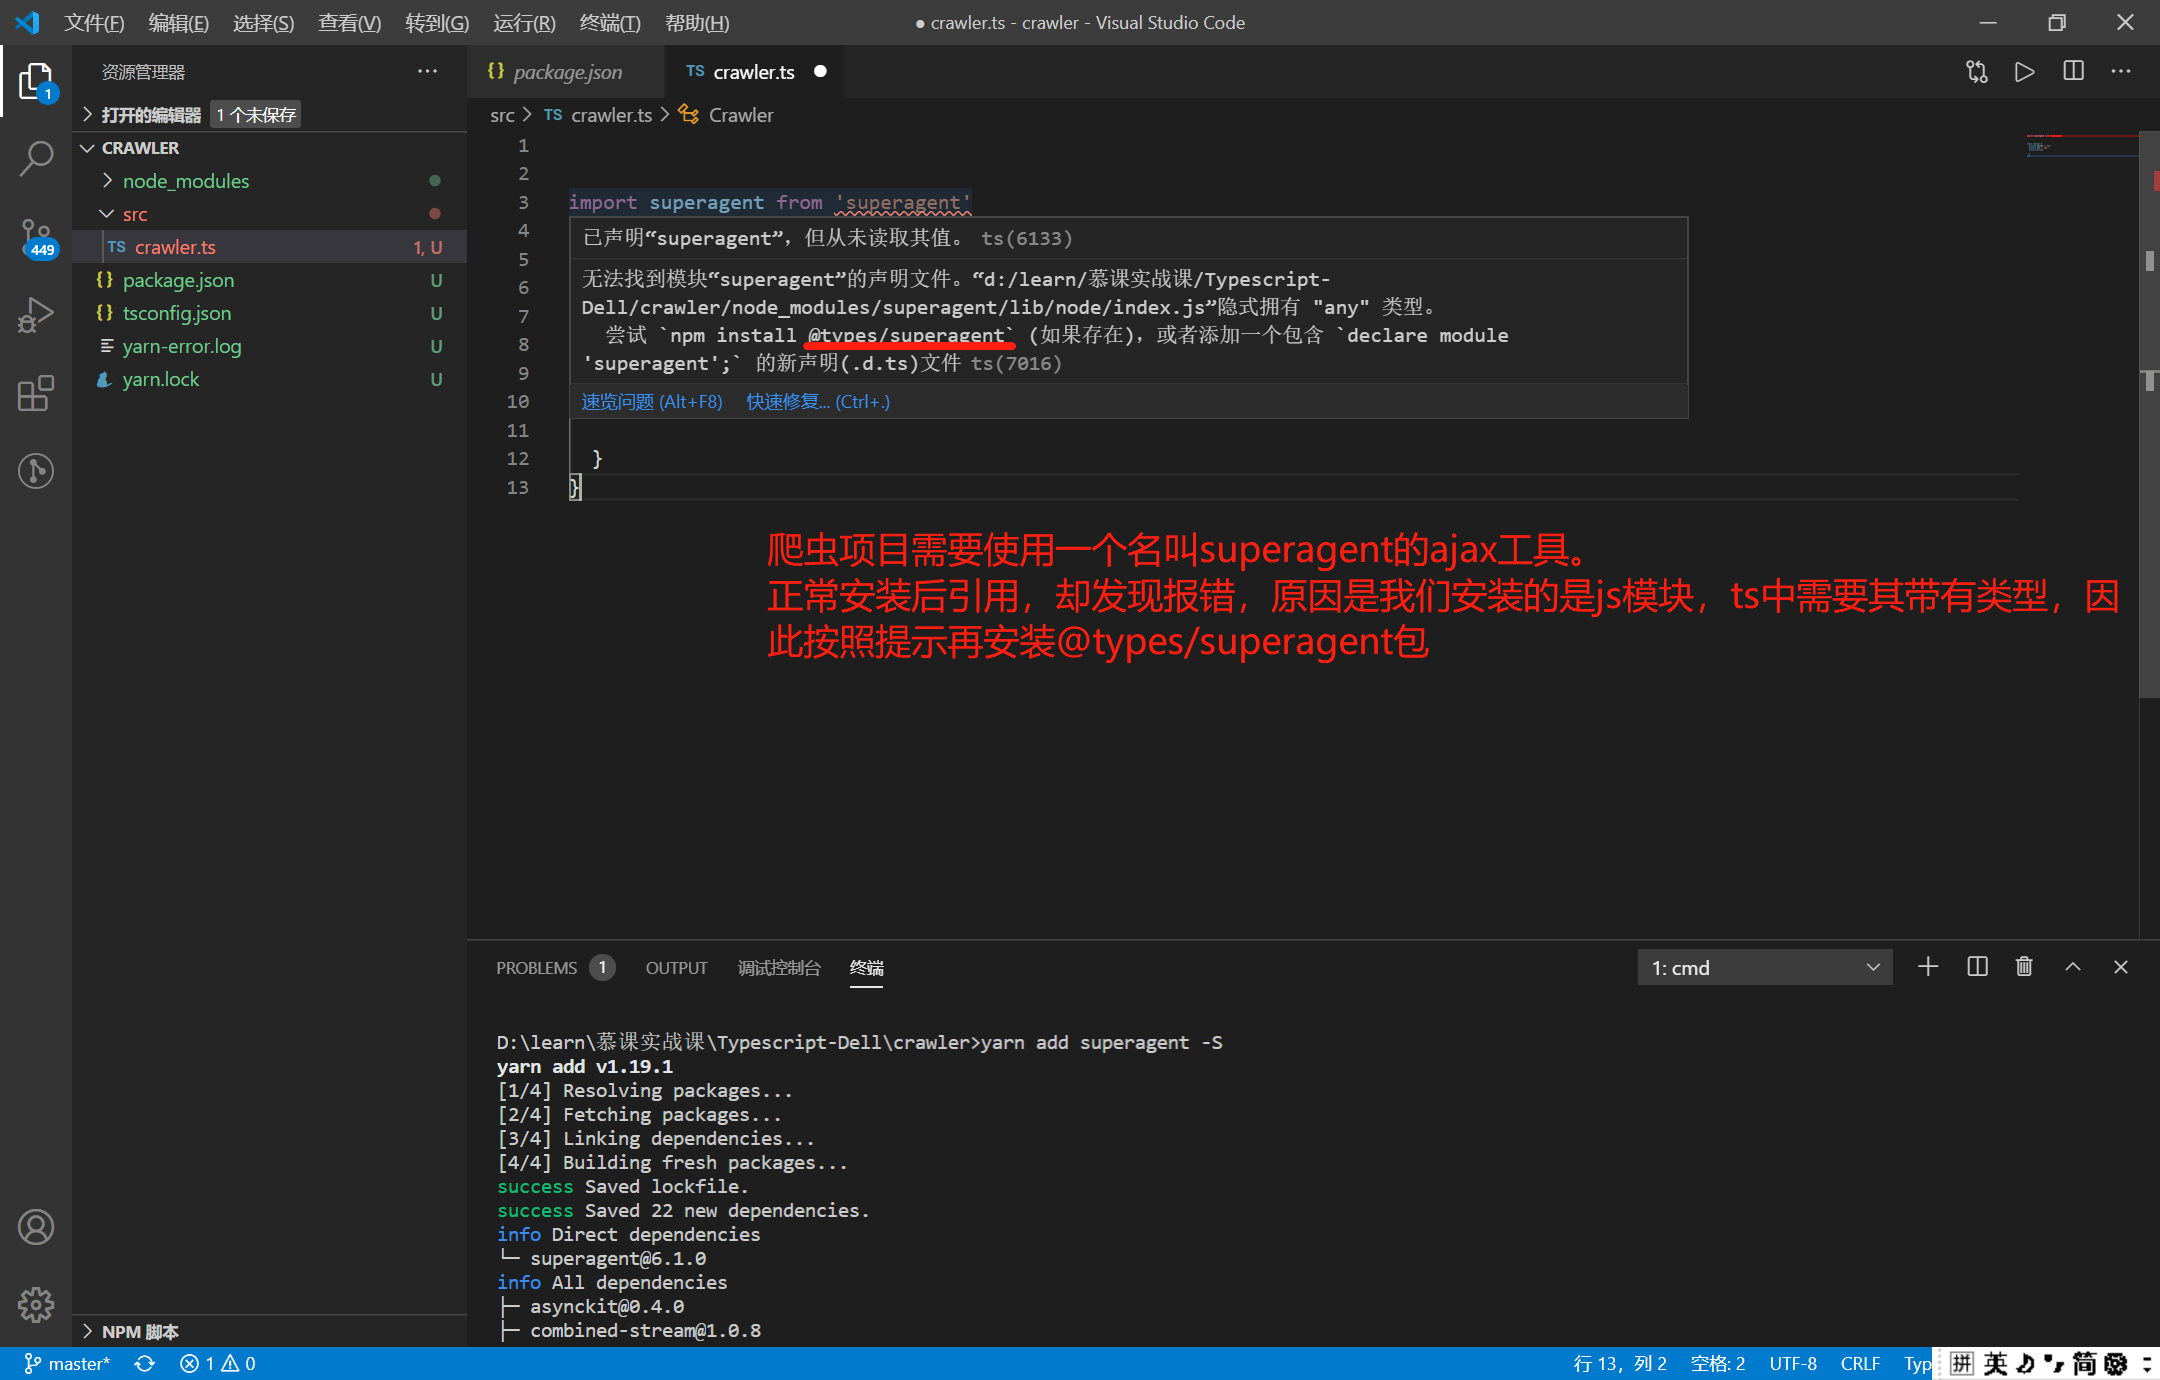 文件(F) 编辑(E) 选择(S) 查看(V) 转到(G) 运行(R) 终端(T) 帮助(H)
● crawler.ts - crawler - Visual Studio Code
资源管理器
打开的编辑器 1 个未保存
CRAWLER
node_modules
src
TS crawler.ts 1, U
{} package.json U
{} tsconfig.json U
yarn-error.log U
yarn.lock U
NPM 脚本
1
449
{} package.json
TS crawler.ts
src > TS crawler.ts > Crawler
1
2
3 import superagent from 'superagent'
4
5
6
7
8
9
10
11
12 }
13 }
已声明“superagent”，但从未读取其值。 ts(6133)
无法找到模块“superagent”的声明文件。“d:/learn/慕课实战课/Typescript-
Dell/crawler/node_modules/superagent/lib/node/index.js”隐式拥有 "any" 类型。
尝试 `npm install @types/superagent` (如果存在)，或者添加一个包含 `declare module
'superagent';` 的新声明(.d.ts)文件 ts(7016)
速览问题 (Alt+F8) 快速修复... (Ctrl+.)
爬虫项目需要使用一个名叫superagent的ajax工具。
正常安装后引用，却发现报错，原因是我们安装的是js模块，ts中需要其带有类型，因
此按照提示再安装@types/superagent包
PROBLEMS 1 OUTPUT 调试控制台 终端
1: cmd
D:\learn\慕课实战课\Typescript-Dell\crawler>yarn add superagent -S
yarn add v1.19.1
[1/4] Resolving packages...
[2/4] Fetching packages...
[3/4] Linking dependencies...
[4/4] Building fresh packages...
success Saved lockfile.
success Saved 22 new dependencies.
info Direct dependencies
└─ superagent@6.1.0
info All dependencies
├─ asynckit@0.4.0
├─ combined-stream@1.0.8
master* 1 0
行 13，列 2 空格: 2 UTF-8 CRLF Typ
拼 英 简